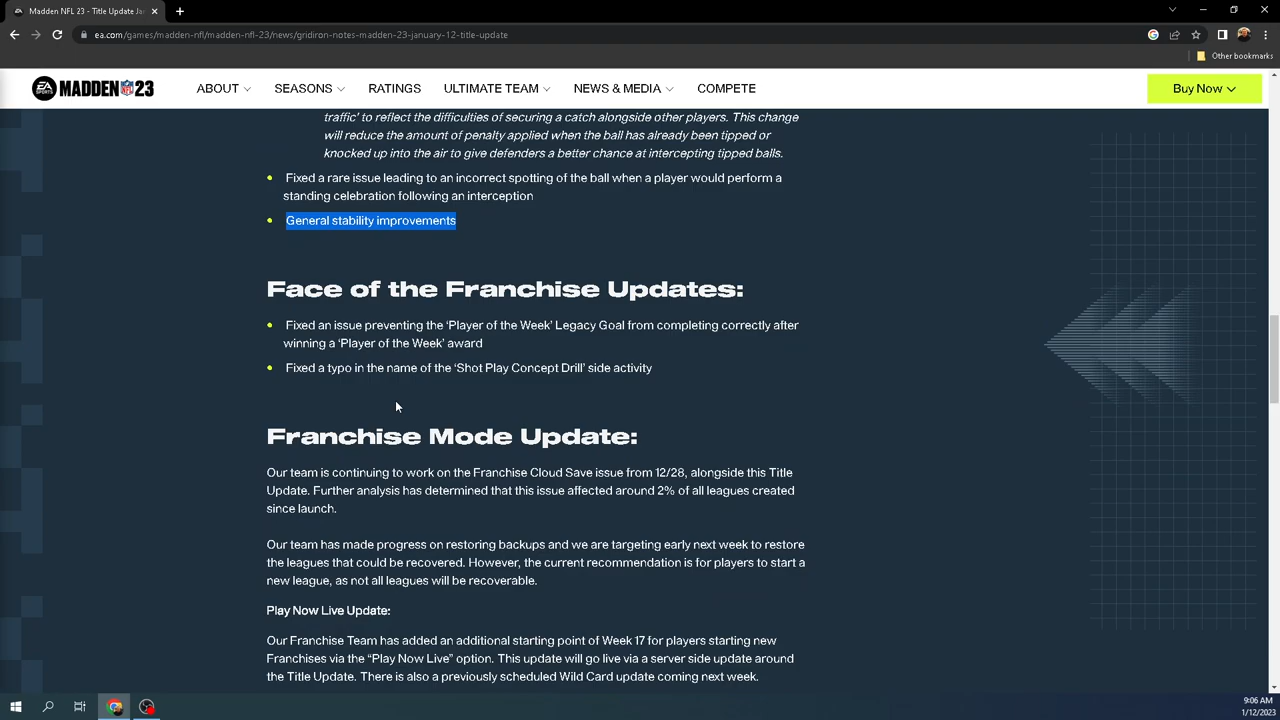 Madden NFL 23 - Title Update Ja
ea.com/games/madden-nfl/madden-nfl-23/news/gridiron-notes-madden-23-january-12-title-update
Other bookmarks
EA SPORTS MADDEN NFL 23 ABOUT SEASONS RATINGS ULTIMATE TEAM NEWS & MEDIA COMPETE Buy Now
traffic' to reflect the difficulties of securing a catch alongside other players. This change
will reduce the amount of penalty applied when the ball has already been tipped or
knocked up into the air to give defenders a better chance at intercepting tipped balls.
• Fixed a rare issue leading to an incorrect spotting of the ball when a player would perform a
standing celebration following an interception
• General stability improvements
Face of the Franchise Updates:
• Fixed an issue preventing the ‘Player of the Week’ Legacy Goal from completing correctly after
winning a ‘Player of the Week’ award
• Fixed a typo in the name of the ‘Shot Play Concept Drill’ side activity
Franchise Mode Update:
Our team is continuing to work on the Franchise Cloud Save issue from 12/28, alongside this Title
Update. Further analysis has determined that this issue affected around 2% of all leagues created
since launch.
Our team has made progress on restoring backups and we are targeting early next week to restore
the leagues that could be recovered. However, the current recommendation is for players to start a
new league, as not all leagues will be recoverable.
Play Now Live Update:
Our Franchise Team has added an additional starting point of Week 17 for players starting new
Franchises via the “Play Now Live” option. This update will go live via a server side update around
the Title Update. There is also a previously scheduled Wild Card update coming next week.
9:06 AM
1/12/2023